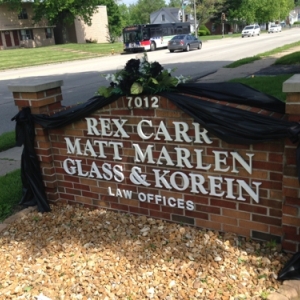 7012
REX CARR
MATT MARLEN
GLASS & KOREIN
LAW OFFICES